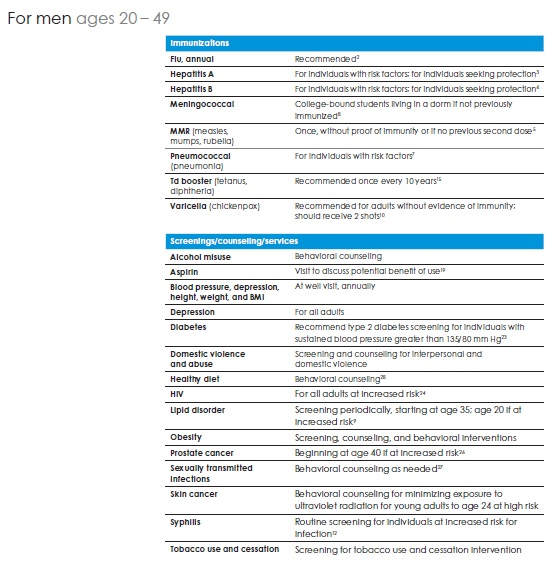 For men ages 20 – 49
Immunizations
Flu, annual Recommended²
Hepatitis A For individuals with risk factors; for individuals seeking protection³
Hepatitis B For individuals with risk factors; for individuals seeking protection⁴
Meningococcal College-bound students living in a dorm if not previously
immunized⁸
MMR (measles, Once, without proof of immunity or if no previous second dose⁵
mumps, rubella)
Pneumococcal For individuals with risk factors⁷
(pneumonia)
Td booster (tetanus, Recommended once every 10 years¹⁵
diphtheria)
Varicella (chickenpox) Recommended for adults without evidence of immunity;
should receive 2 shots¹⁰
Screenings/counseling/services
Alcohol misuse Behavioral counseling
Aspirin Visit to discuss potential benefit of use¹⁹
Blood pressure, depression, At well visit, annually
height, weight, and BMI
Depression For all adults
Diabetes Recommend type 2 diabetes screening for individuals with
sustained blood pressure greater than 135/80 mm Hg²³
Domestic violence Screening and counseling for interpersonal and
and abuse domestic violence
Healthy diet Behavioral counseling²⁸
HIV For all adults at increased risk²⁴
Lipid disorder Screening periodically, starting at age 35; age 20 if at
increased risk⁹
Obesity Screening, counseling, and behavioral interventions
Prostate cancer Beginning at age 40 if at increased risk²⁶
Sexually transmitted Behavioral counseling as needed²⁷
infections
Skin cancer Behavioral counseling for minimizing exposure to
ultraviolet radiation for young adults to age 24 at high risk
Syphilis Routine screening for individuals at increased risk for
infection¹²
Tobacco use and cessation Screening for tobacco use and cessation intervention